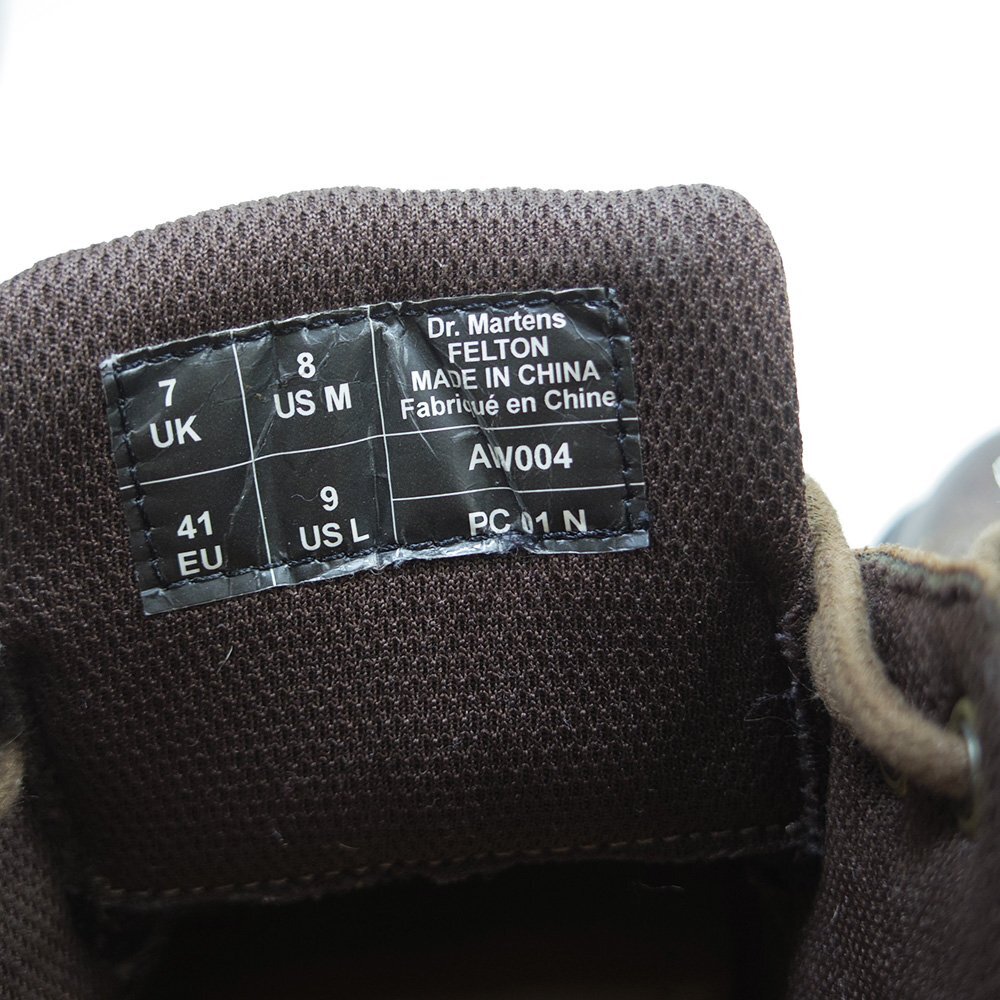 7
UK
8
US M
41
EU
9
US L
Dr. Martens
FELTON
MADE IN CHINA
Fabriqué en Chine
AW004
PC 01 N